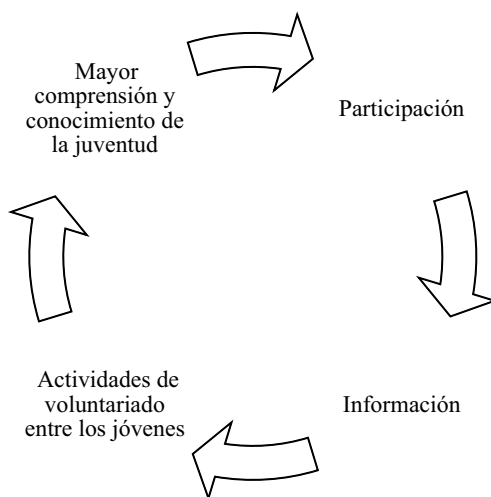 Mayor
comprensión y
conocimiento de
la juventud
Participación
Actividades de
voluntariado
entre los jóvenes
Información